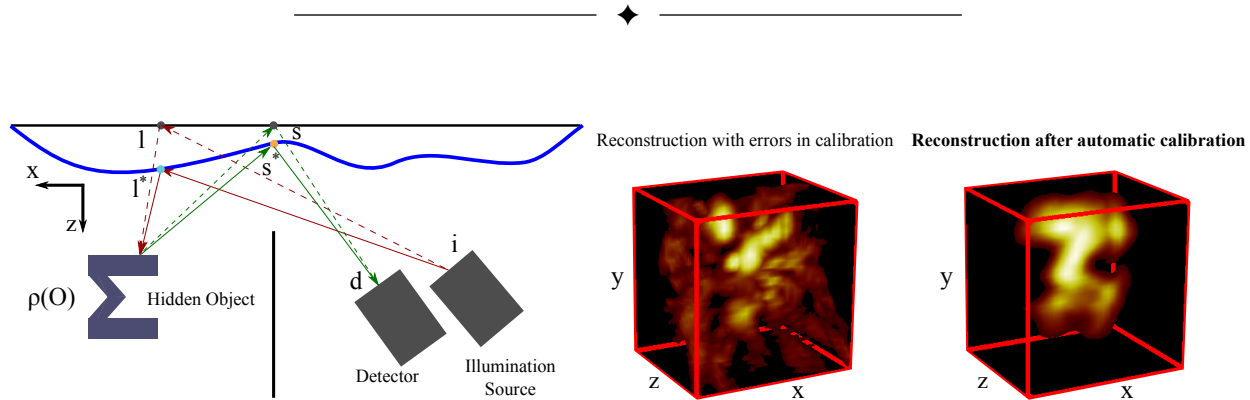 l
s
l*
s*
x
z
i
d
ρ(O)
Hidden Object
Detector
Illumination
Source
Reconstruction with errors in calibration
y
z
x
Reconstruction after automatic calibration
y
z
x